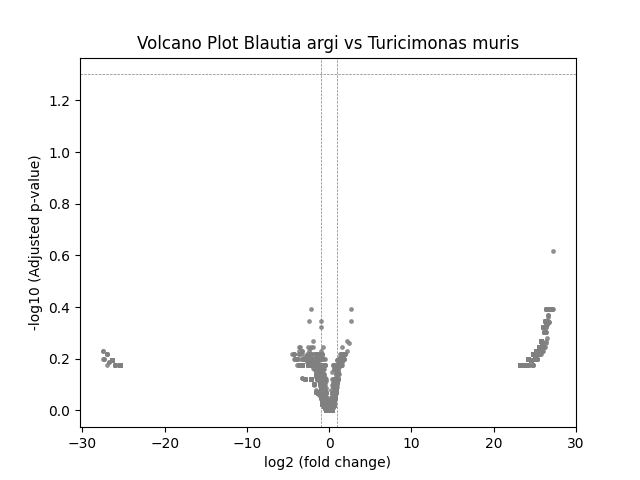 Volcano Plot Blautia argi vs Turicimonas muris
-log10 (Adjusted p-value)
1.2
1.0
0.8
0.6
0.4
0.2
0.0
−30 −20 −10 0 10 20 30
log2 (fold change)